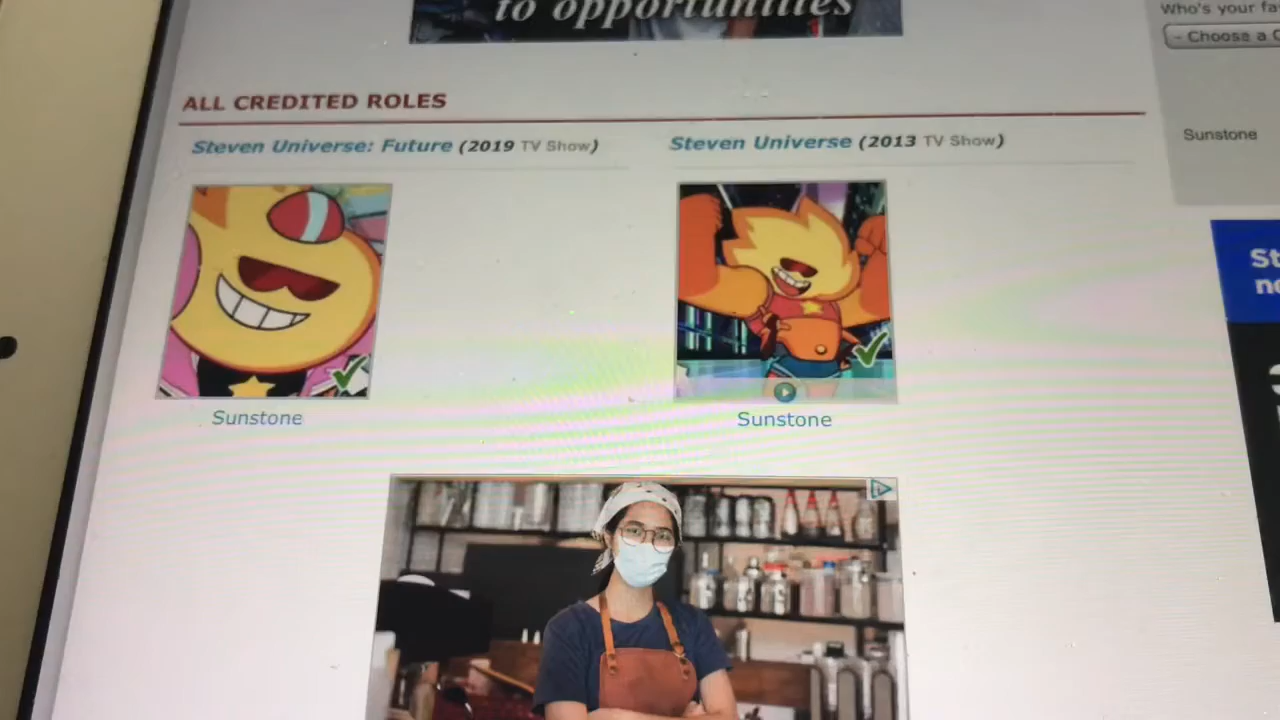 to opportunities
Who's your fa
- Choose a C
ALL CREDITED ROLES
Steven Universe: Future (2019 TV Show)
Steven Universe (2013 TV Show)
Sunstone
Sunstone
Sunstone
St